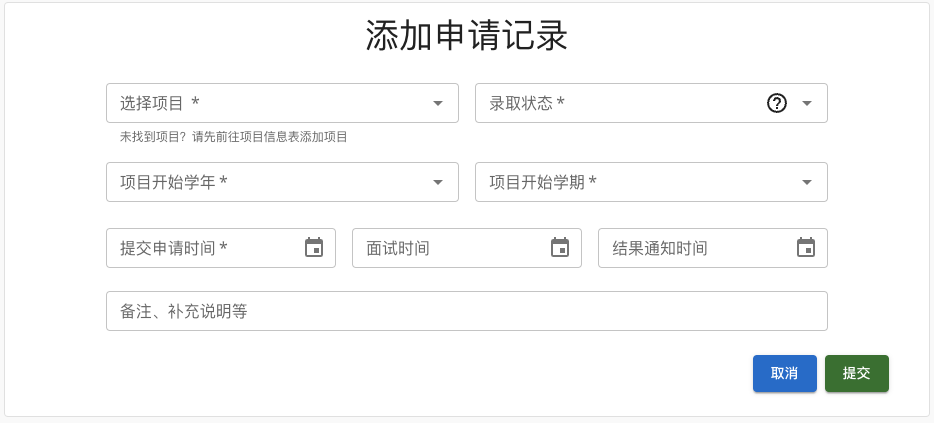 添加申请记录
选择项目 *
录取状态 *
未找到项目？请先前往项目信息表添加项目
项目开始学年 *
项目开始学期 *
提交申请时间 *
面试时间
结果通知时间
备注、补充说明等
取消
提交